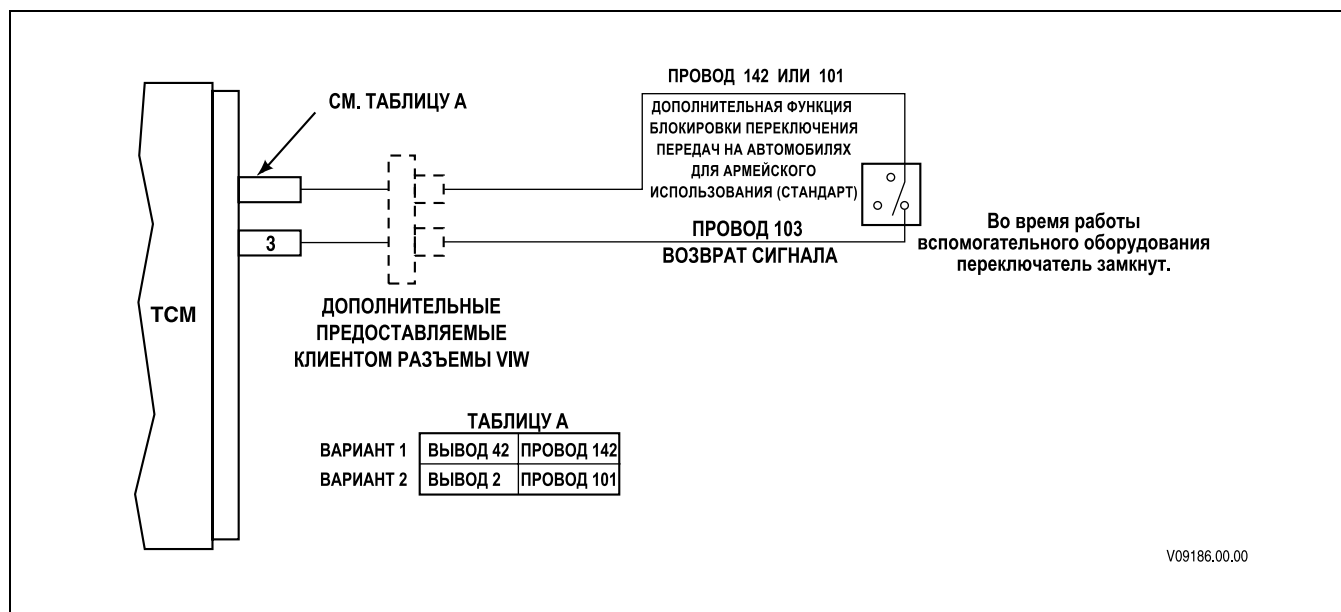 ПРОВОД 142 ИЛИ 101
СМ. ТАБЛИЦУ А
ДОПОЛНИТЕЛЬНАЯ ФУНКЦИЯ
БЛОКИРОВКИ ПЕРЕКЛЮЧЕНИЯ
ПЕРЕДАЧ НА АВТОМОБИЛЯХ
ДЛЯ АРМЕЙСКОГО
ИСПОЛЬЗОВАНИЯ (СТАНДАРТ)
3
ПРОВОД 103
ВОЗВРАТ СИГНАЛА
Во время работы
вспомогательного оборудования
переключатель замкнут.
TCM
ДОПОЛНИТЕЛЬНЫЕ
ПРЕДОСТАВЛЯЕМЫЕ
КЛИЕНТОМ РАЗЪЕМЫ VIW
ТАБЛИЦУ А
ВАРИАНТ 1 ВЫВОД 42 ПРОВОД 142
ВАРИАНТ 2 ВЫВОД 2 ПРОВОД 101
V09186.00.00